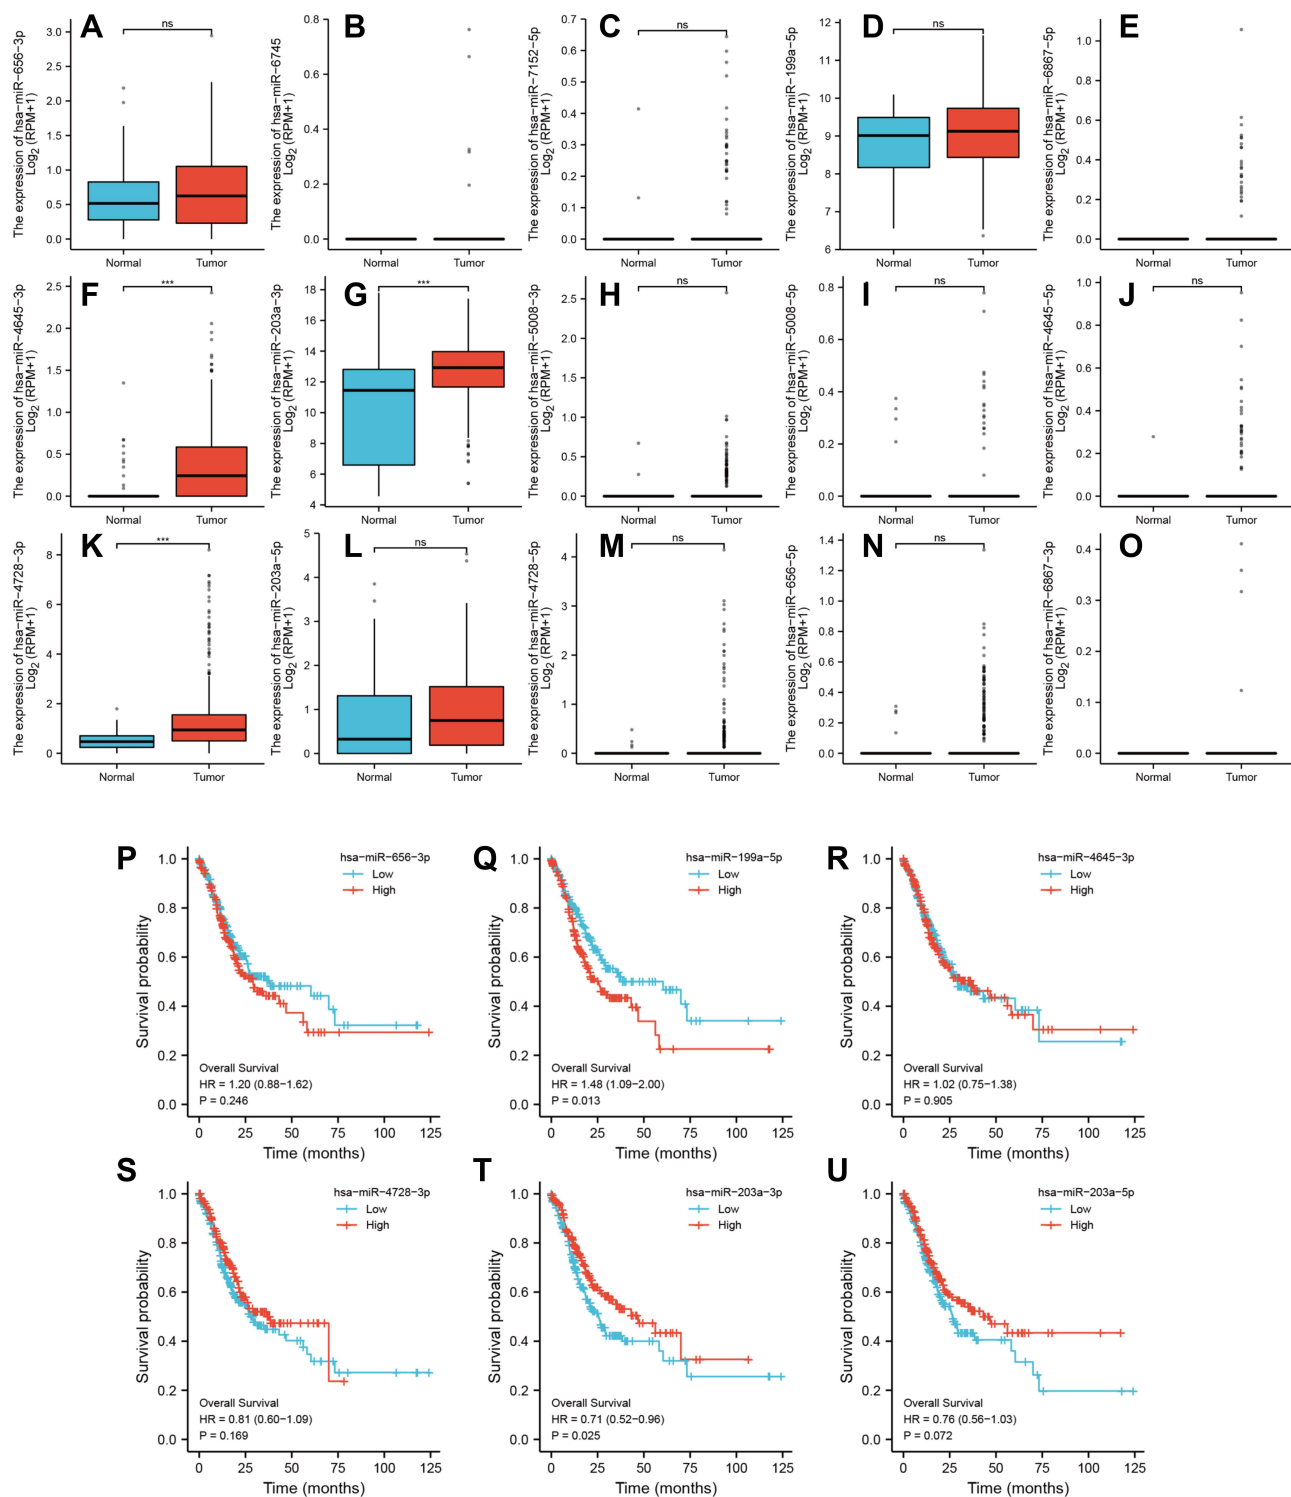 A
The expression of hsa−miR−656−3p
Log2 (RPM+1)
ns
3.0
2.5
2.0
1.5
1.0
0.5
0.0
Normal
Tumor
B
The expression of hsa−miR−6745
Log2 (RPM+1)
0.8
0.6
0.4
0.2
0.0
Normal
Tumor
C
The expression of hsa−miR−7152−5p
Log2 (RPM+1)
ns
0.7
0.6
0.5
0.4
0.3
0.2
0.1
0.0
Normal
Tumor
D
The expression of hsa−miR−199a−5p
Log2 (RPM+1)
ns
12
11
10
9
8
7
6
Normal
Tumor
E
The expression of hsa−miR−6867−5p
Log2 (RPM+1)
1.0
0.8
0.6
0.4
0.2
0.0
Normal
Tumor
F
The expression of hsa−miR−4645−3p
Log2 (RPM+1)
***
2.5
2.0
1.5
1.0
0.5
0.0
Normal
Tumor
G
The expression of hsa−miR−203a−3p
Log2 (RPM+1)
***
18
16
14
12
10
8
6
4
Normal
Tumor
H
The expression of hsa−miR−5008−3p
Log2 (RPM+1)
ns
2.5
2.0
1.5
1.0
0.5
0.0
Normal
Tumor
I
The expression of hsa−miR−5008−5p
Log2 (RPM+1)
ns
0.8
0.6
0.4
0.2
0.0
Normal
Tumor
J
The expression of hsa−miR−4645−5p
Log2 (RPM+1)
ns
1.0
0.8
0.6
0.4
0.2
0.0
Normal
Tumor
K
The expression of hsa−miR−4728−3p
Log2 (RPM+1)
***
8
6
4
2
0
Normal
Tumor
L
The expression of hsa−miR−203a−5p
Log2 (RPM+1)
ns
5
4
3
2
1
0
Normal
Tumor
M
The expression of hsa−miR−4728−5p
Log2 (RPM+1)
ns
4
3
2
1
0
Normal
Tumor
N
The expression of hsa−miR−656−5p
Log2 (RPM+1)
ns
1.4
1.2
1.0
0.8
0.6
0.4
0.2
0.0
Normal
Tumor
O
The expression of hsa−miR−6867−3p
Log2 (RPM+1)
0.4
0.3
0.2
0.1
0.0
Normal
Tumor
P
hsa−miR−656−3p
Low
High
Survival probability
1.0
0.8
0.6
0.4
0.2
0.0
Overall Survival
HR = 1.20 (0.88−1.62)
P = 0.246
0 25 50 75 100 125
Time (months)
Q
hsa−miR−199a−5p
Low
High
Survival probability
1.0
0.8
0.6
0.4
0.2
0.0
Overall Survival
HR = 1.48 (1.09−2.00)
P = 0.013
0 25 50 75 100 125
Time (months)
R
hsa−miR−4645−3p
Low
High
Survival probability
1.0
0.8
0.6
0.4
0.2
0.0
Overall Survival
HR = 1.02 (0.75−1.38)
P = 0.905
0 25 50 75 100 125
Time (months)
S
hsa−miR−4728−3p
Low
High
Survival probability
1.0
0.8
0.6
0.4
0.2
0.0
Overall Survival
HR = 0.81 (0.60−1.09)
P = 0.169
0 25 50 75 100 125
Time (months)
T
hsa−miR−203a−3p
Low
High
Survival probability
1.0
0.8
0.6
0.4
0.2
0.0
Overall Survival
HR = 0.71 (0.52−0.96)
P = 0.025
0 25 50 75 100 125
Time (months)
U
hsa−miR−203a−5p
Low
High
Survival probability
1.0
0.8
0.6
0.4
0.2
0.0
Overall Survival
HR = 0.76 (0.56−1.03)
P = 0.072
0 25 50 75 100 125
Time (months)